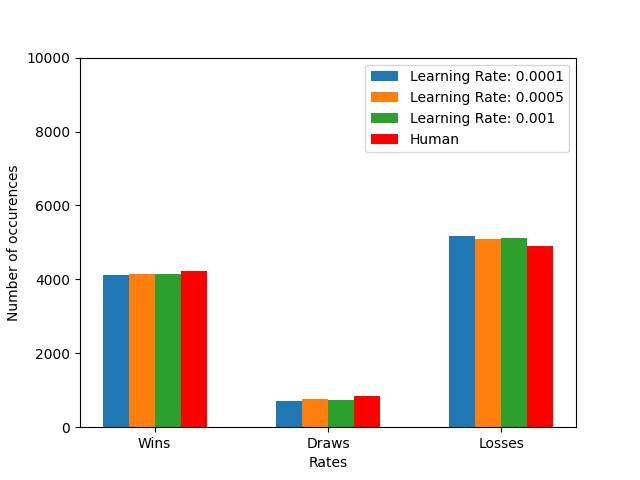 10000
8000
6000
4000
2000
0
Number of occurences
Learning Rate: 0.0001
Learning Rate: 0.0005
Learning Rate: 0.001
Human
Wins
Draws
Losses
Rates